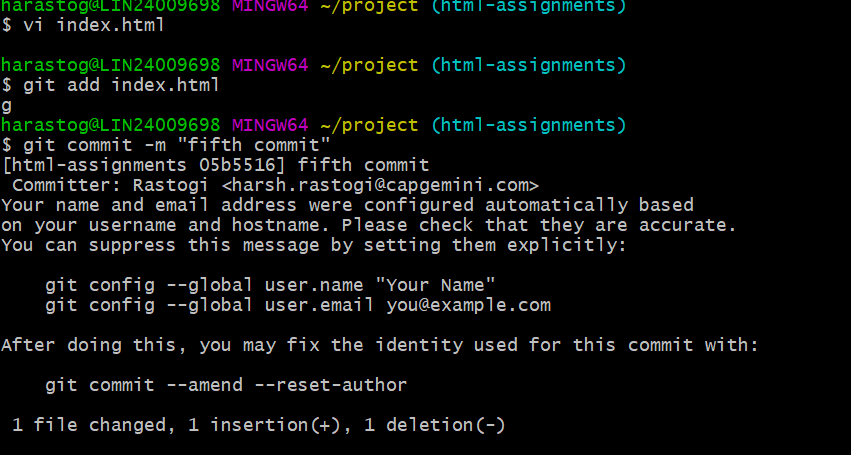 harastog@LIN24009698 MINGW64 ~/project (html-assignments)
$ vi index.html
harastog@LIN24009698 MINGW64 ~/project (html-assignments)
$ git add index.html
g
harastog@LIN24009698 MINGW64 ~/project (html-assignments)
$ git commit -m "fifth commit"
[html-assignments 05b5516] fifth commit
 Committer: Rastogi <harsh.rastogi@capgemini.com>
Your name and email address were configured automatically based
on your username and hostname. Please check that they are accurate.
You can suppress this message by setting them explicitly:

    git config --global user.name "Your Name"
    git config --global user.email you@example.com

After doing this, you may fix the identity used for this commit with:

    git commit --amend --reset-author

 1 file changed, 1 insertion(+), 1 deletion(-)